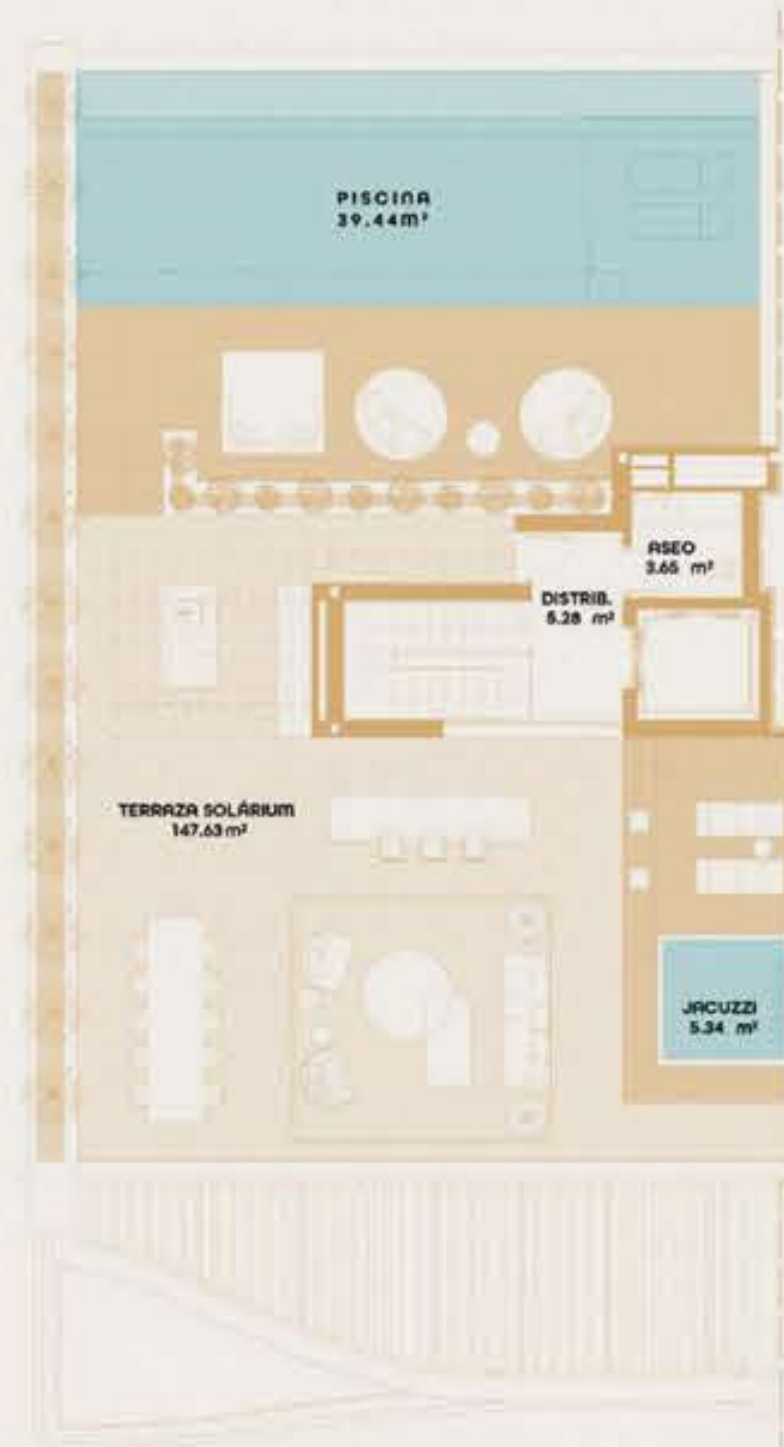 PISCINA
39.44m²
ASEO
3.65 m²
DISTRIB.
5.28 m²
TERRAZA SOLÁRIUM
147.63 m²
JACUZZI
5.34 m²